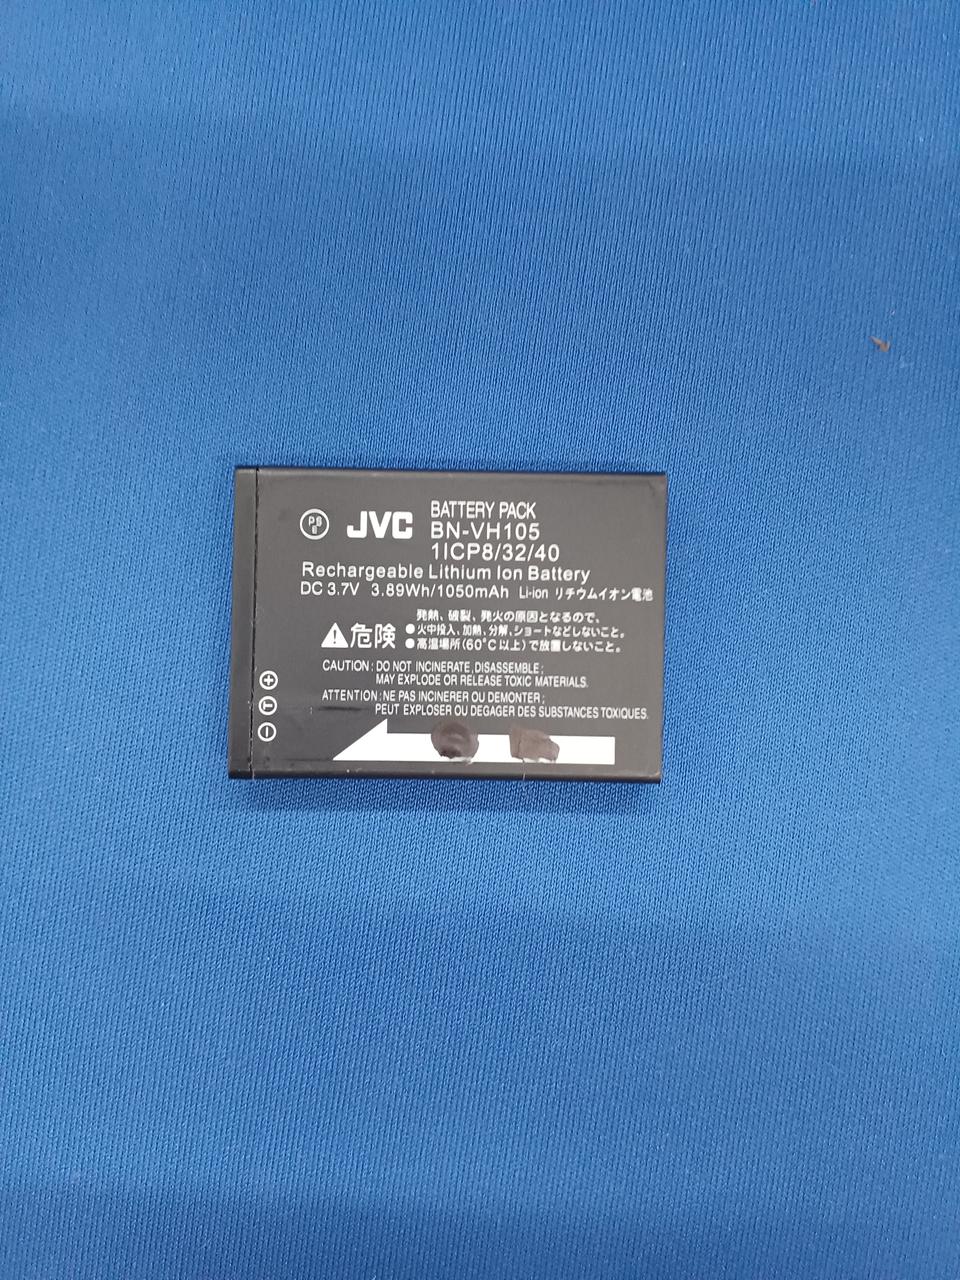 JVC
BATTERY PACK
BN-VH105
1ICP8/32/40
Rechargeable Lithium Ion Battery
DC 3.7V 3.89Wh/1050mAh Li-ion リチウムイオン電池
発熱、破裂、発火の原因となるので、
危険 ●火中投入、加熱、分解、ショートなどしないこと。
●高温場所(60°C以上)で放置しないこと。
CAUTION: DO NOT INCINERATE, DISASSEMBLE;
MAY EXPLODE OR RELEASE TOXIC MATERIALS.
ATTENTION: NE PAS INCINERER OU DEMONTER;
PEUT EXPLOSER OU DEGAGER DES SUBSTANCES TOXIQUES.
+
T
−